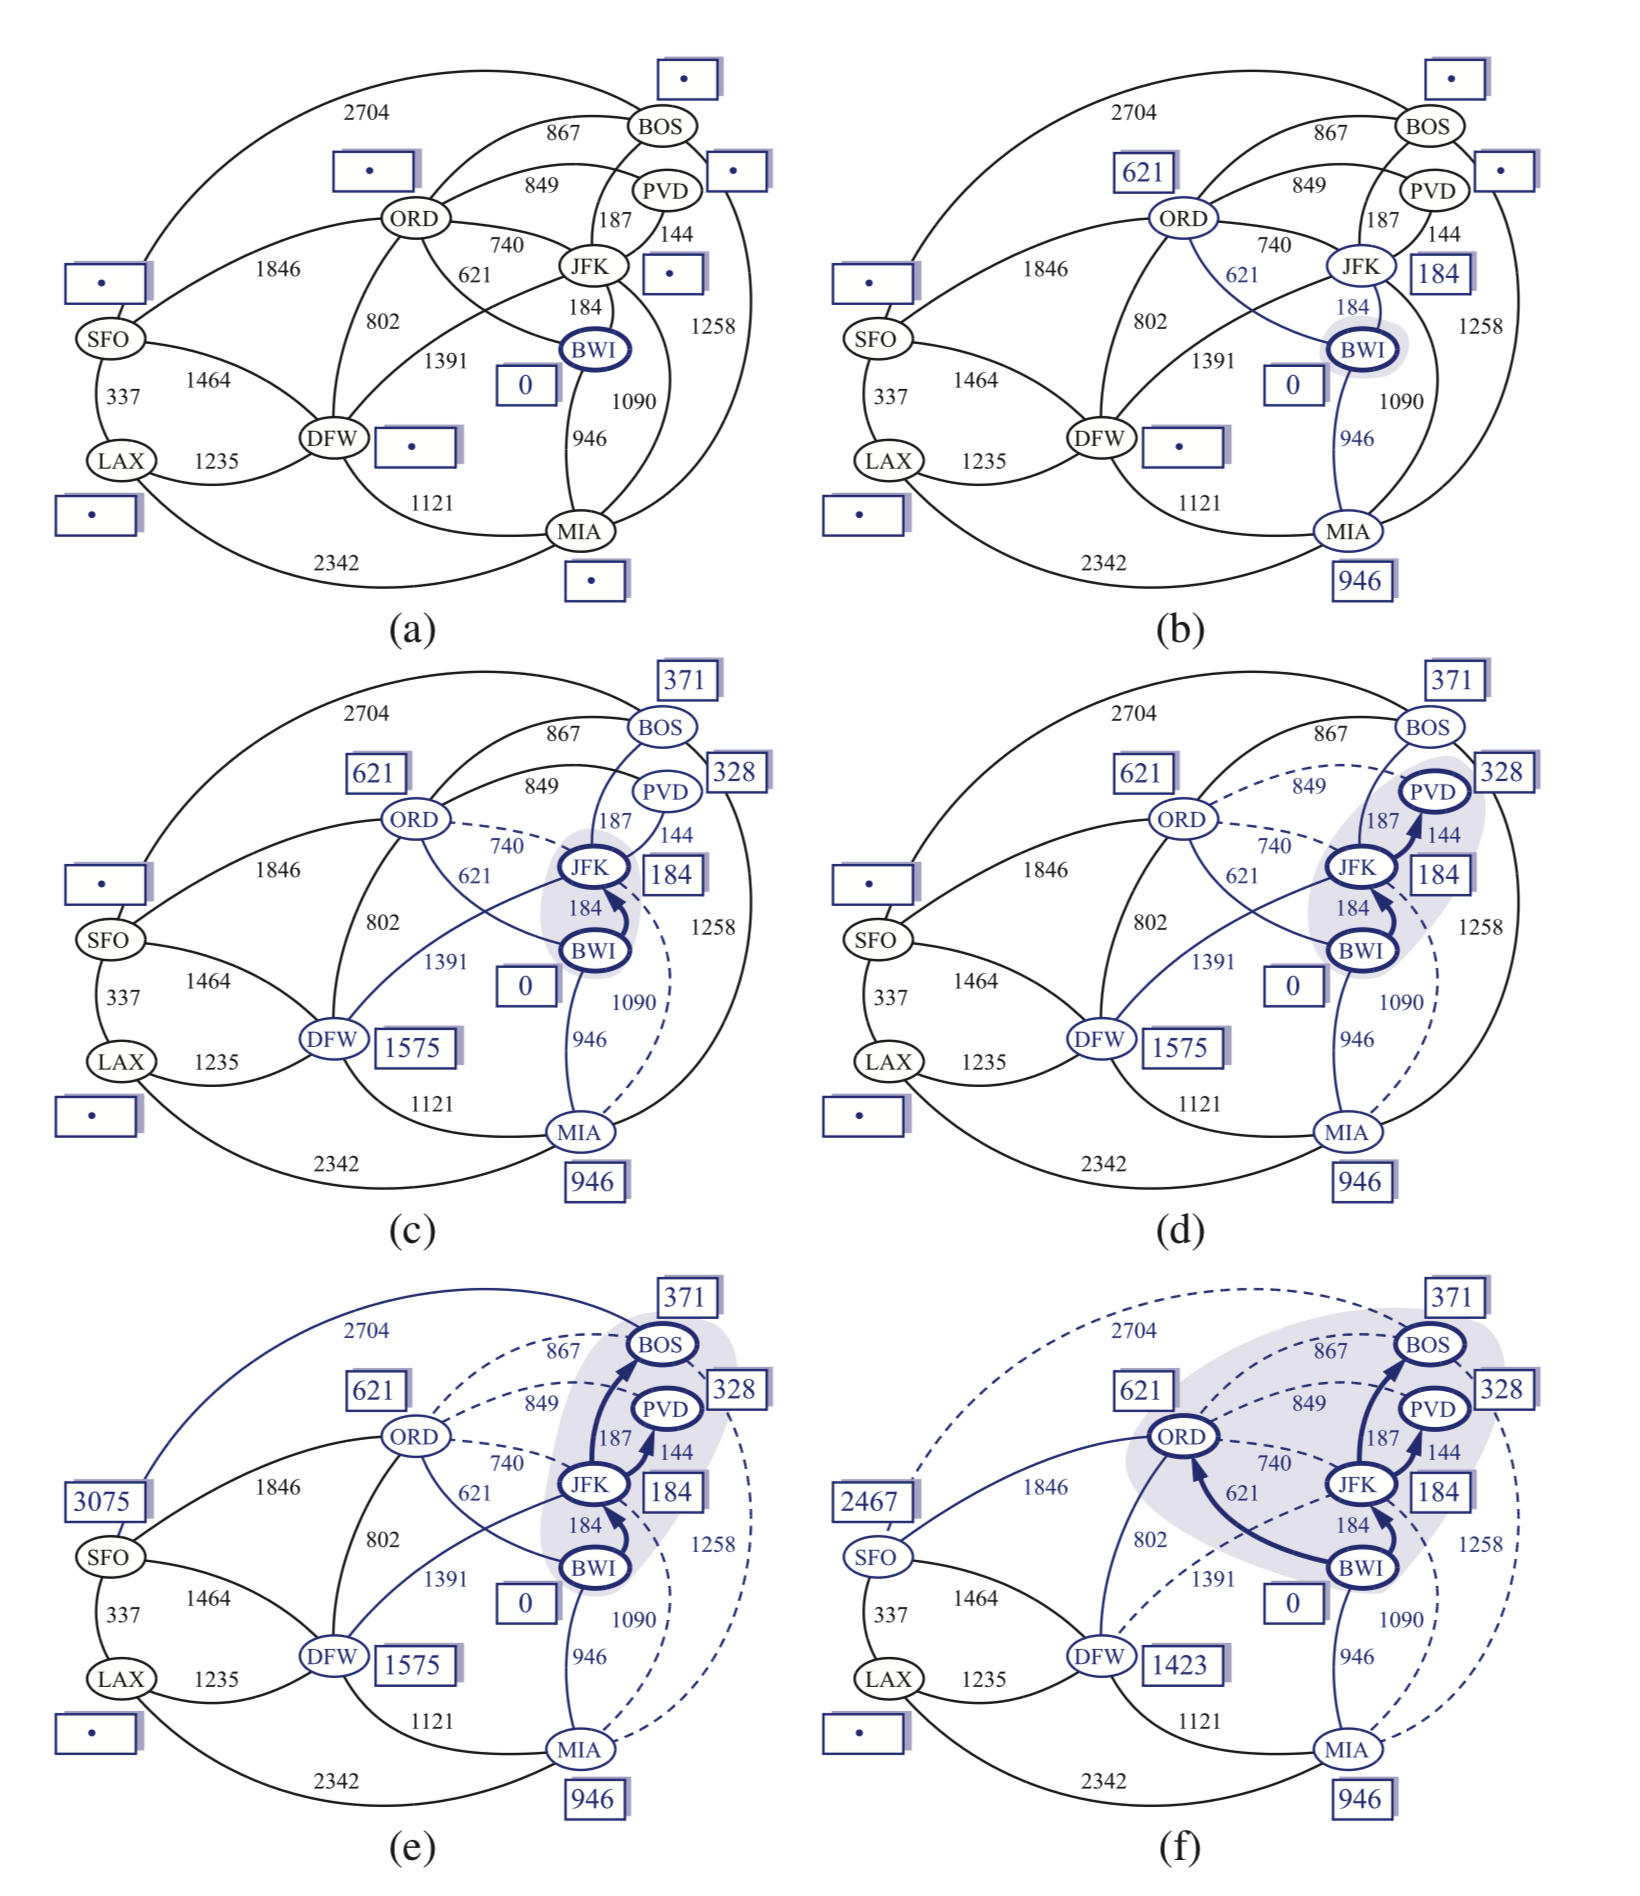 2704
867
BOS
849
PVD
ORD
187
144
740
1846
621
JFK
184
802
1258
SFO
1391
BWI
1464
0
337
1090
DFW
946
LAX
1235
1121
MIA
2342
(a)
2704
867
BOS
621
849
PVD
ORD
187
144
740
1846
621
JFK
184
184
802
1258
SFO
1391
BWI
1464
0
337
1090
DFW
946
LAX
1235
1121
MIA
2342
946
(b)
371
2704
BOS
867
621
328
849
PVD
ORD
187
144
740
1846
621
JFK
184
184
802
1258
SFO
1391
BWI
1464
0
337
1090
DFW
1575
946
LAX
1235
1121
MIA
2342
946
(c)
371
2704
BOS
867
621
328
849
PVD
ORD
187
144
740
1846
621
JFK
184
184
802
1258
SFO
1391
BWI
1464
0
337
1090
DFW
1575
946
LAX
1235
1121
MIA
2342
946
(d)
371
2704
BOS
867
621
328
849
PVD
ORD
187
144
740
1846
621
JFK
184
3075
184
802
1258
SFO
1391
BWI
1464
0
337
1090
DFW
1575
946
LAX
1235
1121
MIA
2342
946
(e)
371
2704
BOS
867
621
328
849
PVD
ORD
187
144
740
1846
621
JFK
184
2467
184
802
1258
SFO
1391
BWI
1464
0
337
1090
DFW
1423
946
LAX
1235
1121
MIA
2342
946
(f)